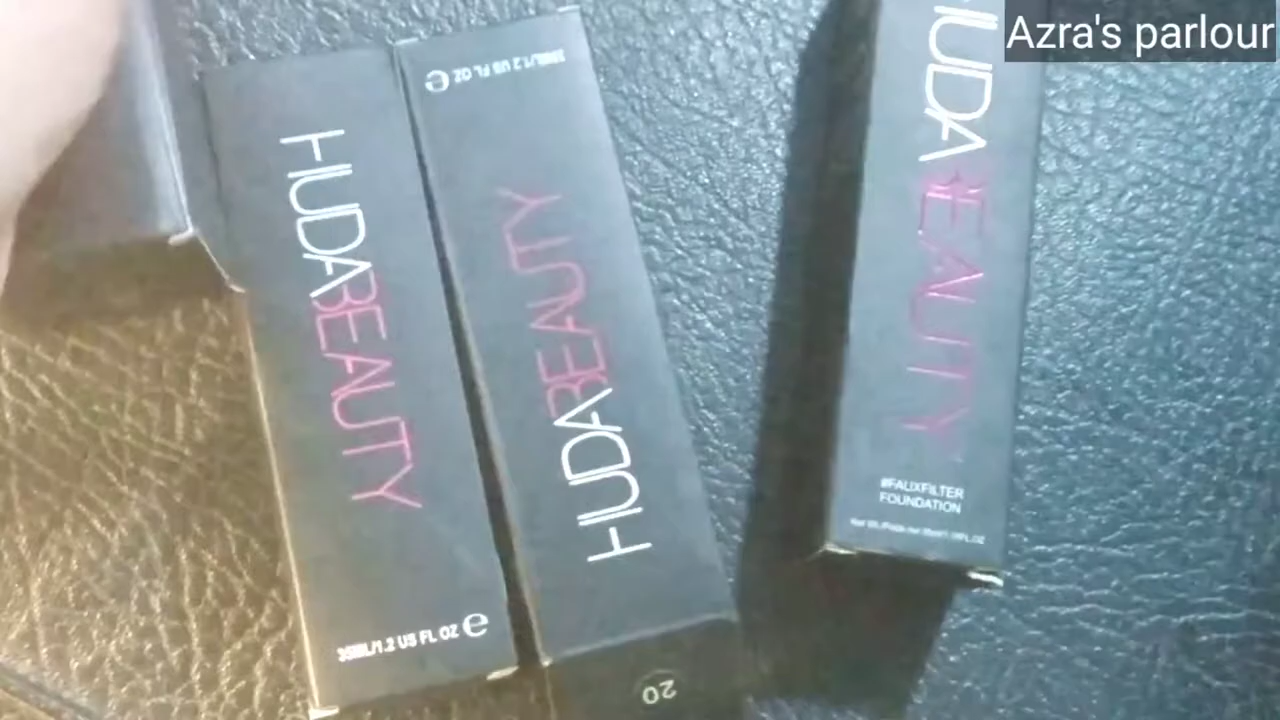 Azra's parlour
HUDABEAUTY
35ML/1.2 US FL OZ e
HUDABEAUTY
35ML/1.2 US FL OZ e
20
HUDABEAUTY
#FAUXFILTER
FOUNDATION